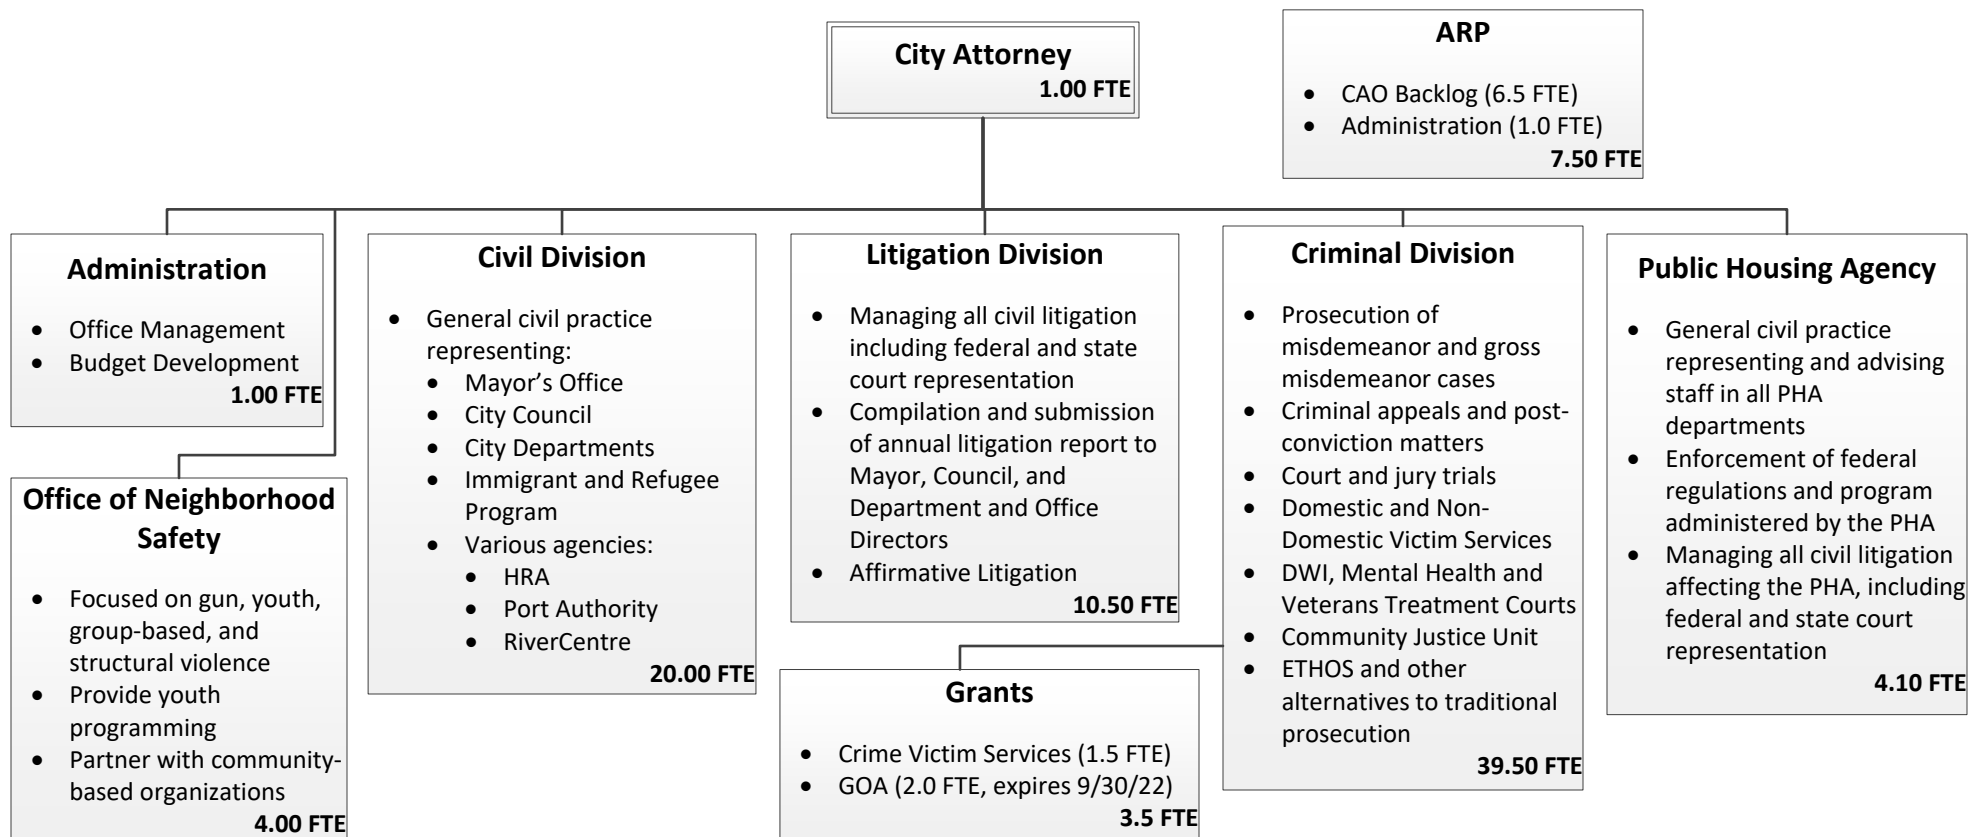 City Attorney
1.00 FTE
ARP
• CAO Backlog (6.5 FTE)
• Administration (1.0 FTE)
7.50 FTE
Administration
• Office Management
• Budget Development
1.00 FTE
Office of Neighborhood
Safety
• Focused on gun, youth,
group-based, and
structural violence
• Provide youth
programming
• Partner with community-
based organizations
4.00 FTE
Civil Division
• General civil practice
representing:
• Mayor’s Office
• City Council
• City Departments
• Immigrant and Refugee
Program
• Various agencies:
• HRA
• Port Authority
• RiverCentre
20.00 FTE
Litigation Division
• Managing all civil litigation
including federal and state
court representation
• Compilation and submission
of annual litigation report to
Mayor, Council, and
Department and Office
Directors
• Affirmative Litigation
10.50 FTE
Grants
• Crime Victim Services (1.5 FTE)
• GOA (2.0 FTE, expires 9/30/22)
3.5 FTE
Criminal Division
• Prosecution of
misdemeanor and gross
misdemeanor cases
• Criminal appeals and post-
conviction matters
• Court and jury trials
• Domestic and Non-
Domestic Victim Services
• DWI, Mental Health and
Veterans Treatment Courts
• Community Justice Unit
• ETHOS and other
alternatives to traditional
prosecution
39.50 FTE
Public Housing Agency
• General civil practice
representing and advising
staff in all PHA
departments
• Enforcement of federal
regulations and program
administered by the PHA
• Managing all civil litigation
affecting the PHA, including
federal and state court
representation
4.10 FTE